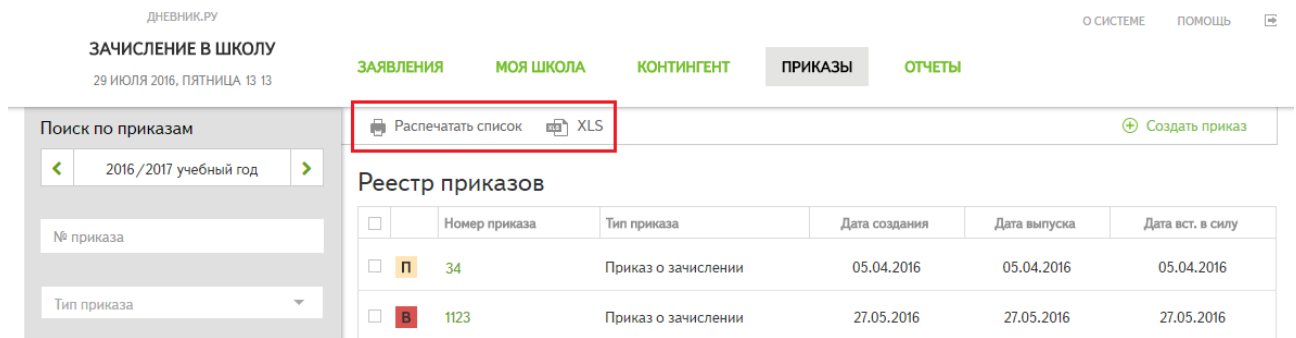 ДНЕВНИК.РУ
О СИСТЕМЕ ПОМОЩЬ
ЗАЧИСЛЕНИЕ В ШКОЛУ
29 ИЮЛЯ 2016, ПЯТНИЦА 13 13
ЗАЯВЛЕНИЯ МОЯ ШКОЛА КОНТИНГЕНТ ПРИКАЗЫ ОТЧЕТЫ
Поиск по приказам
2016/2017 учебный год
№ приказа
Тип приказа
Распечатать список XLS XLS
Создать приказ
Реестр приказов
Номер приказа Тип приказа Дата создания Дата выпуска Дата вст. в силу
П 34 Приказ о зачислении 05.04.2016 05.04.2016 05.04.2016
В 1123 Приказ о зачислении 27.05.2016 27.05.2016 27.05.2016